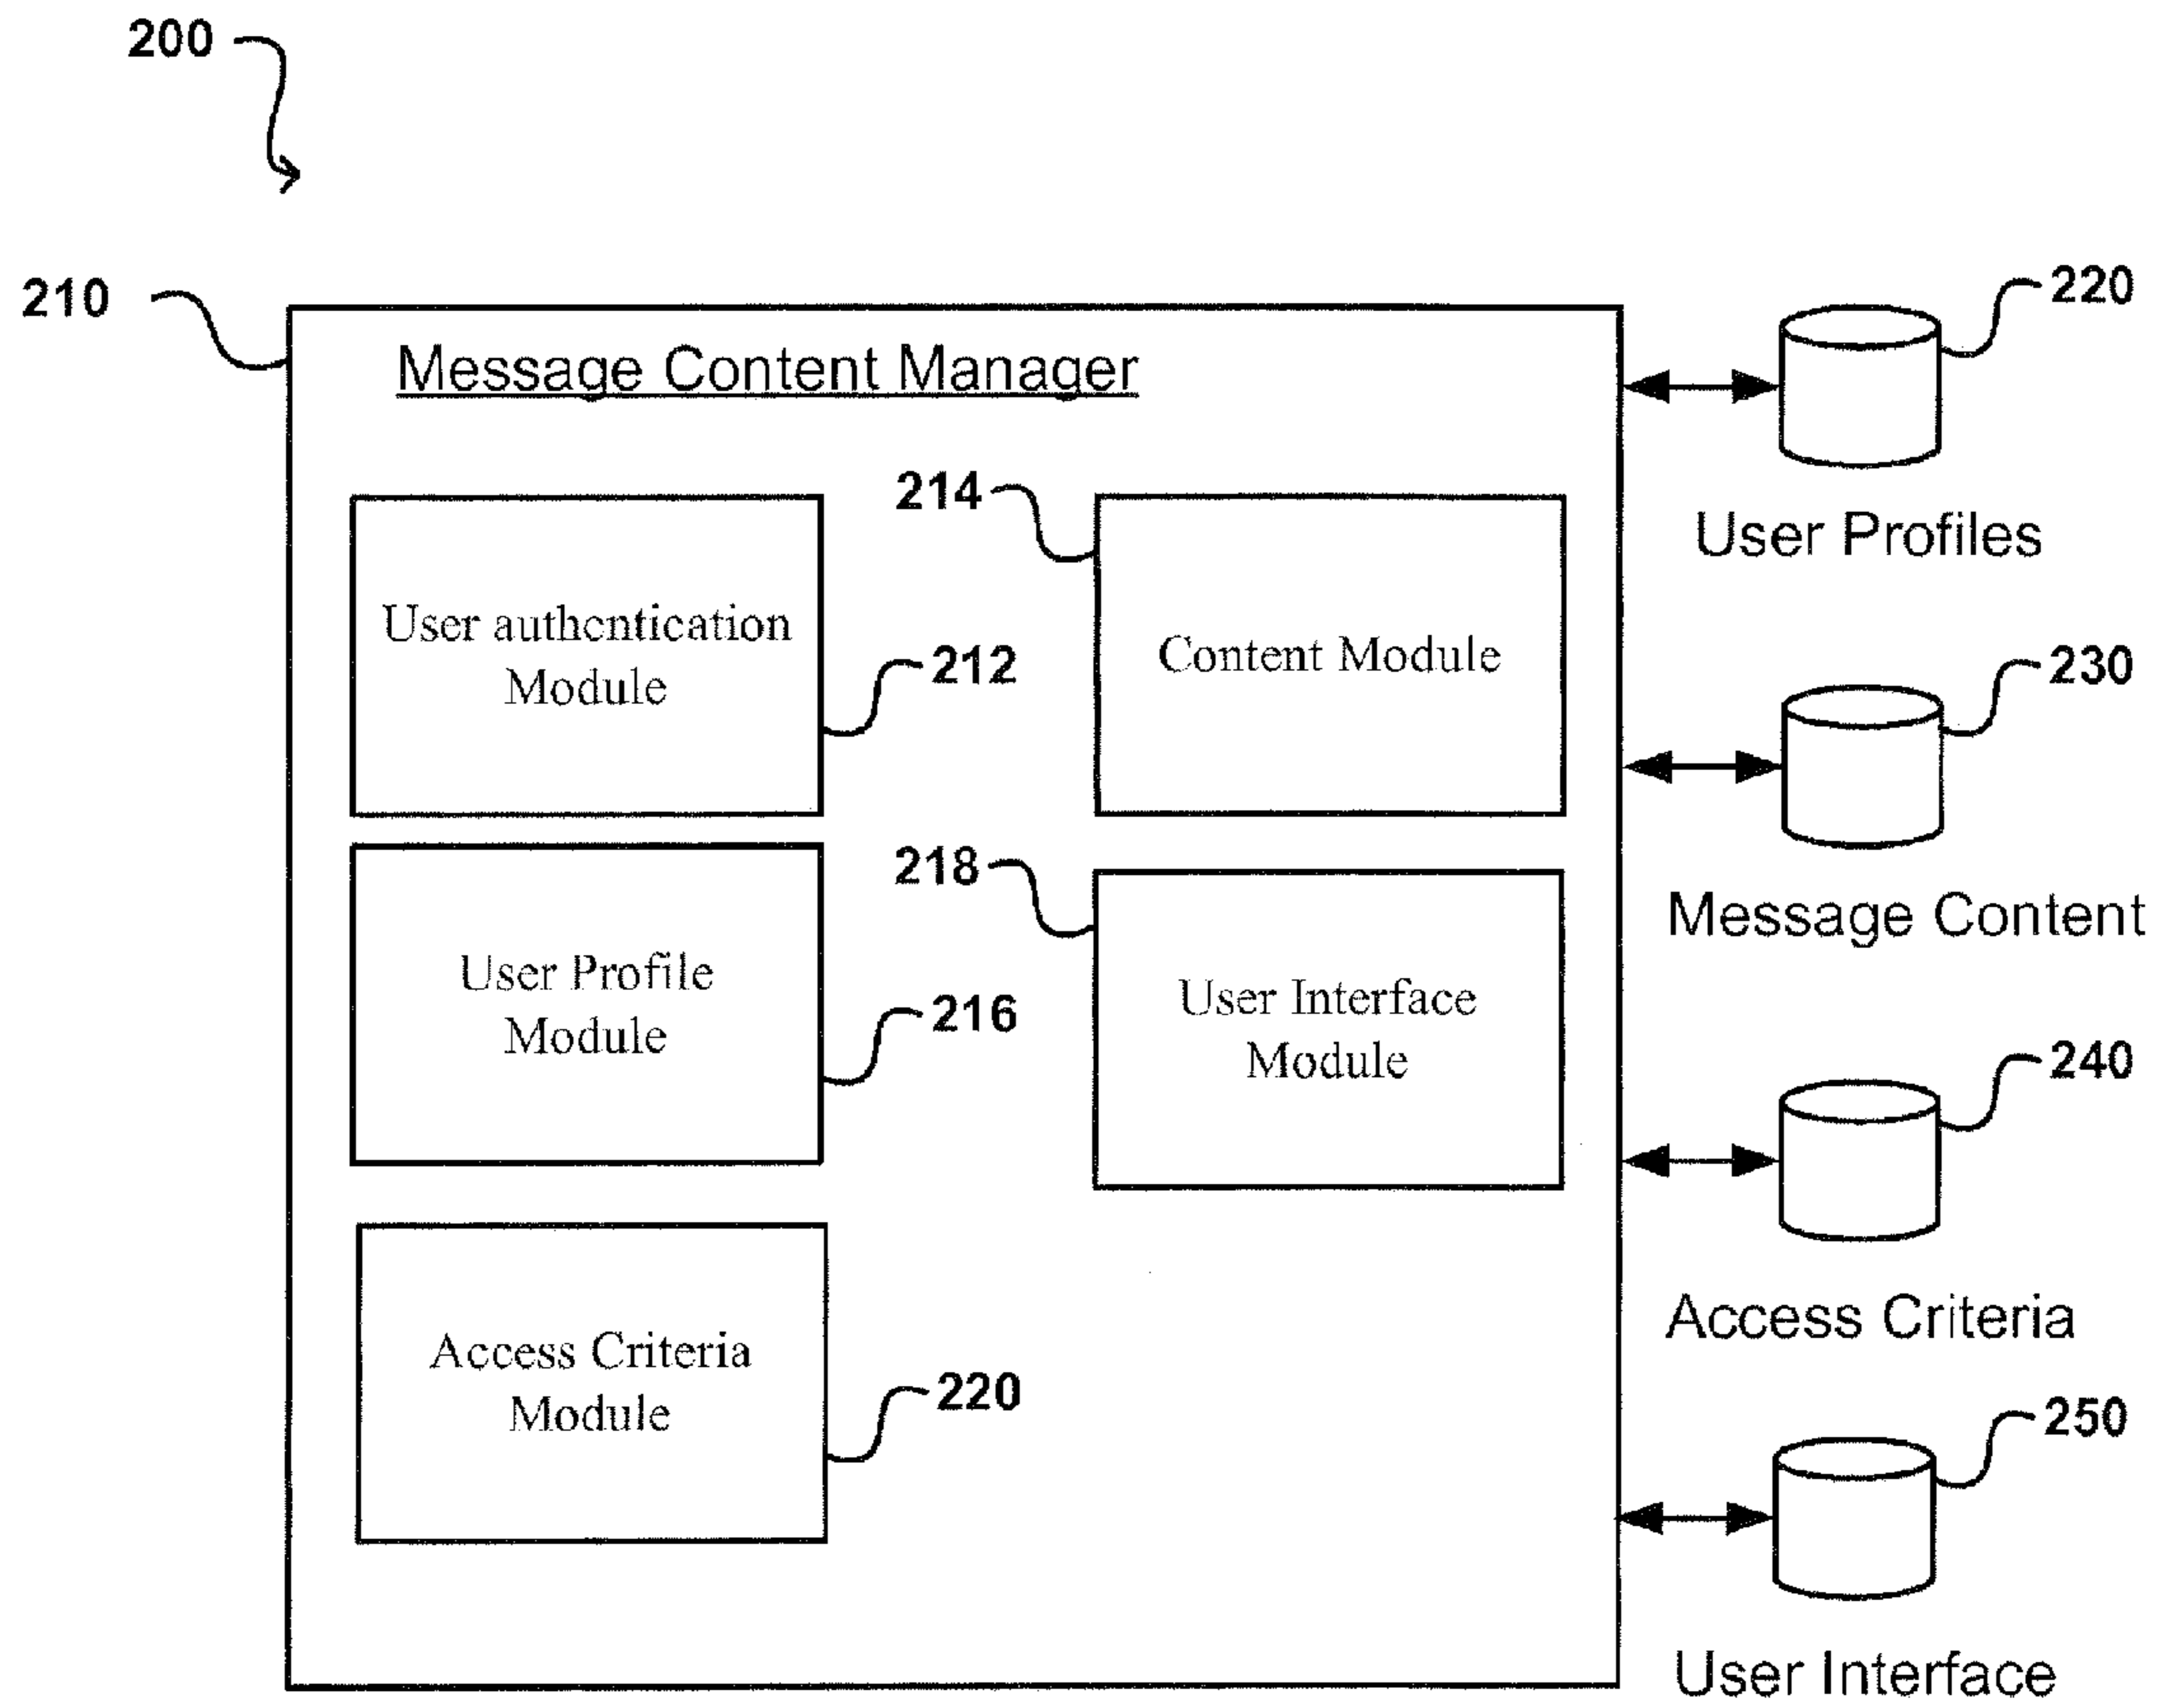 200
210
Message Content Manager
220
User Profiles
214
User authentication
Module
212
Content Module
230
Message Content
218
User Profile
Module
216
User Interface
Module
240
Access Criteria
Access Criteria
Module
220
250
User Interface